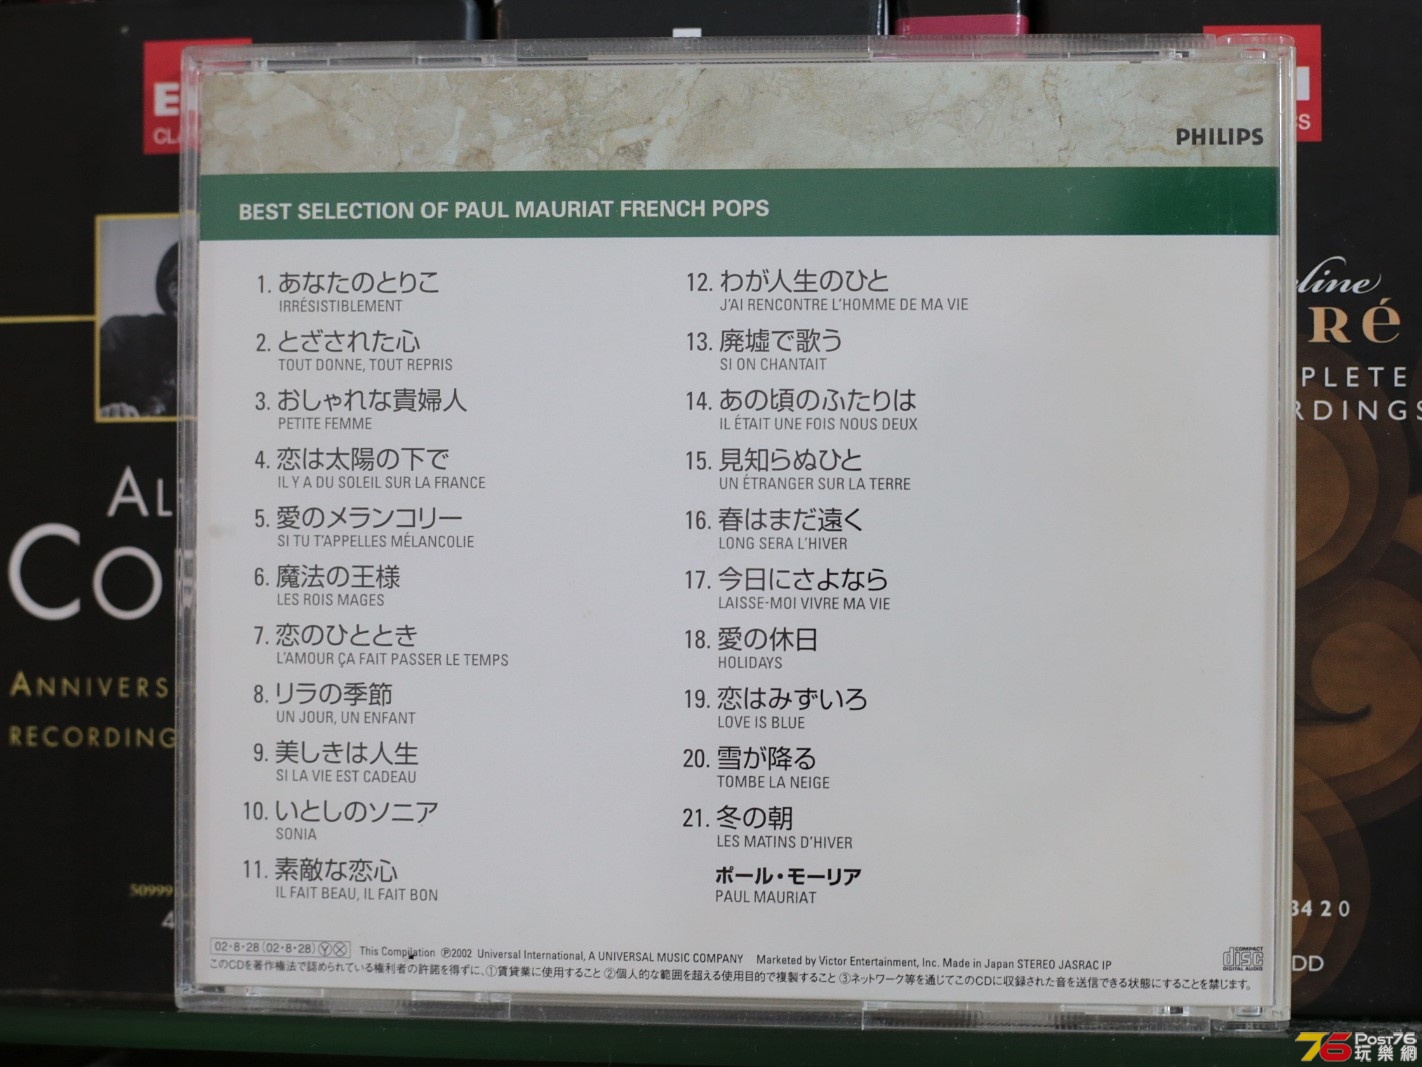 PHILIPS
BEST SELECTION OF PAUL MAURIAT FRENCH POPS
1. あなたのとりこ
IRRÉSISTIBLEMENT
2. とざされた心
TOUT DONNE, TOUT REPRIS
3. おしゃれな貴婦人
PETITE FEMME
4. 恋は太陽の下で
IL Y A DU SOLEIL SUR LA FRANCE
5. 愛のメランコリー
SI TU T'APPELLES MÉLANCOLIE
6. 魔法の王様
LES ROIS MAGES
7. 恋のひととき
L'AMOUR ÇA FAIT PASSER LE TEMPS
8. リラの季節
UN JOUR, UN ENFANT
9. 美しきは人生
SI LA VIE EST CADEAU
10. いとしのソニア
SONIA
11. 素敵な恋心
IL FAIT BEAU, IL FAIT BON
12. わが人生のひと
J'AI RENCONTRE L'HOMME DE MA VIE
13. 廃墟で歌う
SI ON CHANTAIT
14. あの頃のふたりは
IL ÉTAIT UNE FOIS NOUS DEUX
15. 見知らぬひと
UN ÉTRANGER SUR LA TERRE
16. 春はまだ遠く
LONG SERA L'HIVER
17. 今日にさよなら
LAISSE-MOI VIVRE MA VIE
18. 愛の休日
HOLIDAYS
19. 恋はみずいろ
LOVE IS BLUE
20. 雪が降る
TOMBE LA NEIGE
21. 冬の朝
LES MATINS D'HIVER
ポール・モーリア
PAUL MAURIAT
02・8・28 (02・8・28) Ⓨ Ⓧ This Compilation ℗2002 Universal International, A UNIVERSAL MUSIC COMPANY Marketed by Victor Entertainment, Inc. Made in Japan STEREO JASRAC IP
このCDを著作権法で認められている権利者の許諾を得ずに、①賃貸業に使用すること ②個人的な範囲を超える使用目的で複製すること ③ネットワーク等を通じてこのCDに収録された音を送信できる状態にすることを禁じます。
COMPACT
disc
DIGITAL AUDIO
AL
CO
ANNIVERS
RECORDING
50999
4
line
RÉ
PLETE
RDINGS
3420
DD
76 Post76
玩樂網